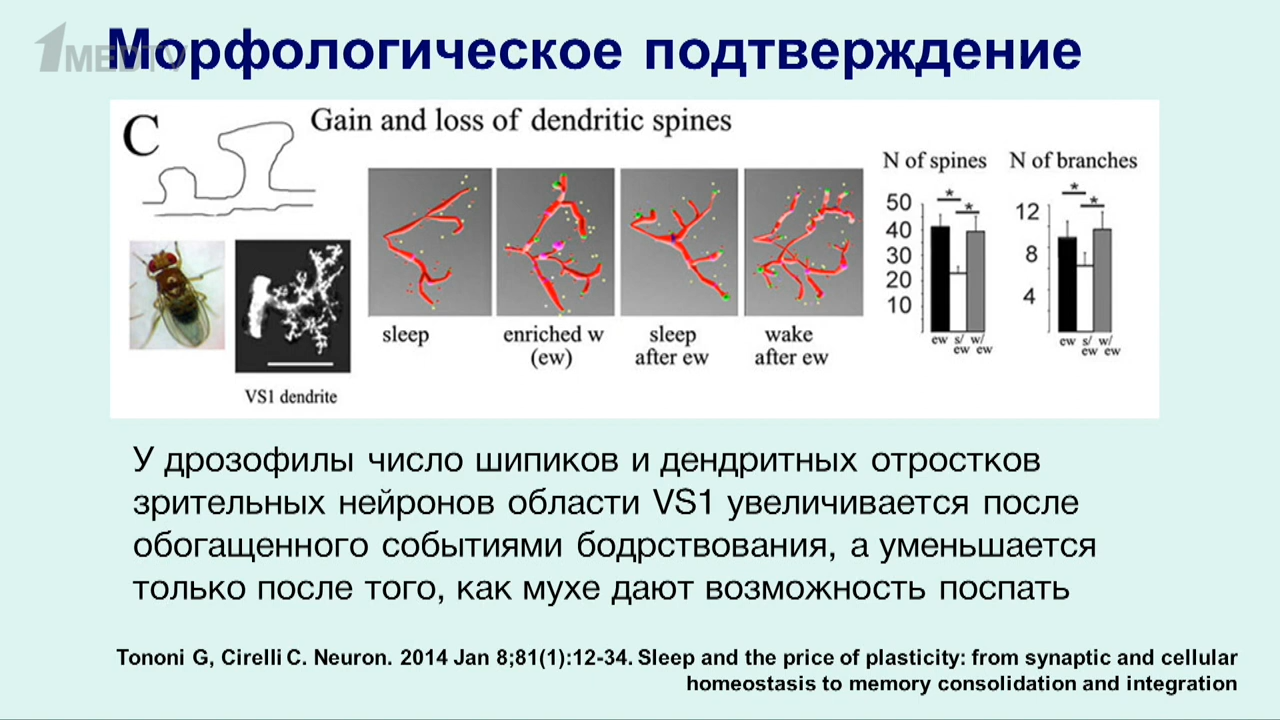 1MEDTV
Морфологическое подтверждение
C
Gain and loss of dendritic spines
N of spines
N of branches
50
40
30
20
10
12
8
4
*
*
*
*
sleep
enriched w
(ew)
sleep
after ew
wake
after ew
ew s/ w/
ew ew
ew s/ w/
ew ew
VS1 dendrite
У дрозофилы число шипиков и дендритных отростков
зрительных нейронов области VS1 увеличивается после
обогащенного событиями бодрствования, а уменьшается
только после того, как мухе дают возможность поспать
Tononi G, Cirelli C. Neuron. 2014 Jan 8;81(1):12-34. Sleep and the price of plasticity: from synaptic and cellular
homeostasis to memory consolidation and integration